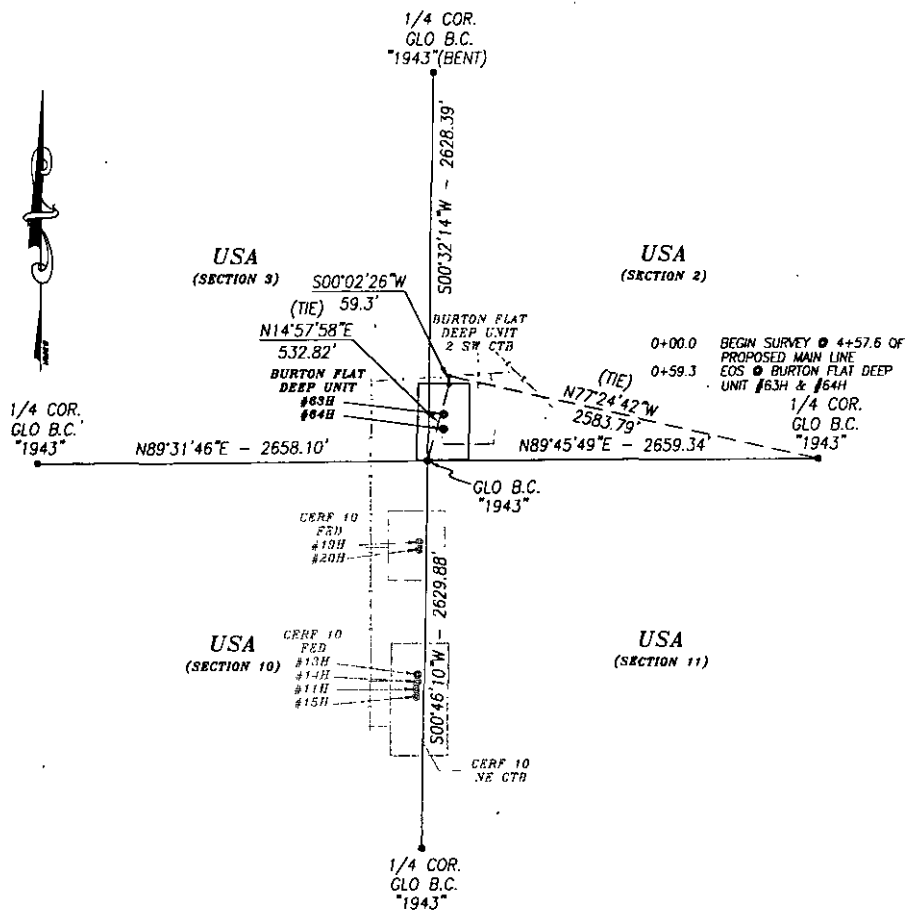 1/4 COR.
GLO B.C.
"1943"(BENT)
S00°32'14"W - 2628.39'
USA
(SECTION 3)
USA
(SECTION 2)
S00°02'26"W
(TIE) 59.3'
N14°57'58"E
532.82'
BURTON FLAT
DEEP UNIT
#63H
#64H
BURTON FLAT
DEEP UNIT
2 SW CTB
0+00.0 BEGIN SURVEY @ 4+57.6 OF
PROPOSED MAIN LINE
0+59.3 EOS @ BURTON FLAT DEEP
UNIT #63H & #64H
(TIE)
N77°24'42"W
2583.79'
1/4 COR.
GLO B.C.
"1943"
1/4 COR.
GLO B.C.'
"1943"
N89°31'46"E - 2658.10'
N89°45'49"E - 2659.34'
GLO B.C.
"1943"
CERF 10
FED
#19H
#20H
S00°46'10"W - 2629.88'
USA
(SECTION 10)
CERF 10
FED
#13H
#14H
#11H
#15H
USA
(SECTION 11)
CERF 10
NE CTB
1/4 COR.
GLO B.C.
"1943"